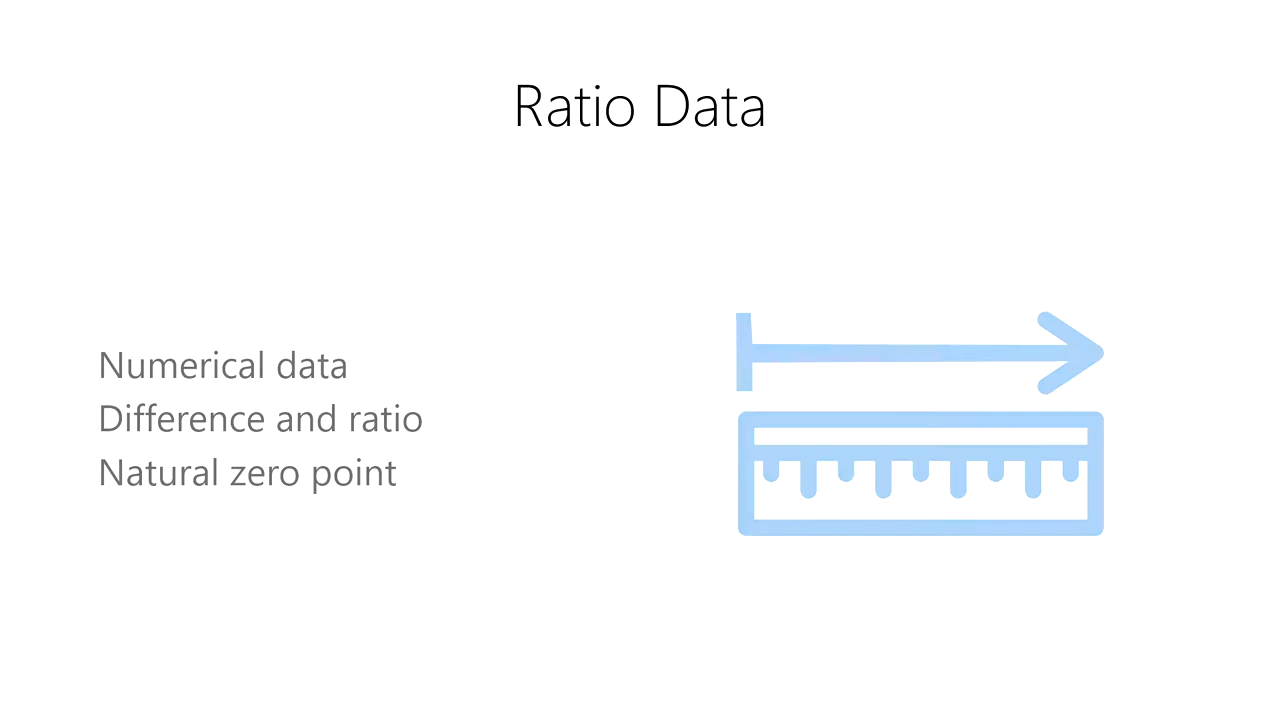 Ratio Data
Numerical data
Difference and ratio
Natural zero point